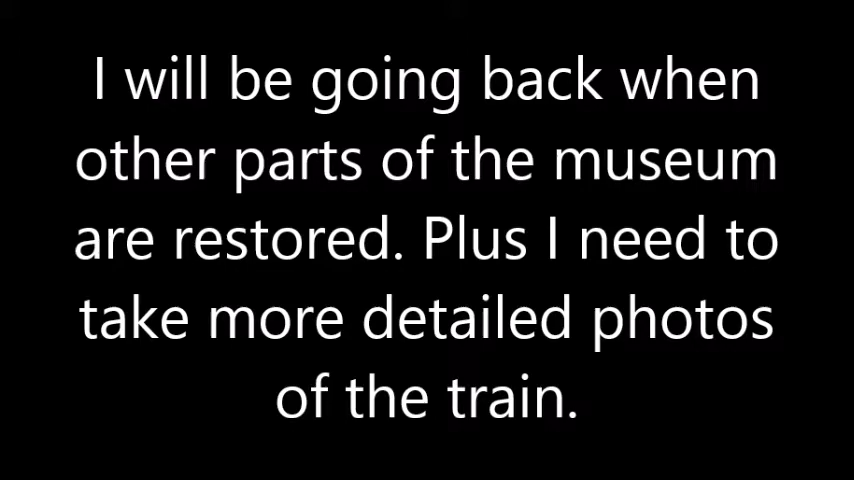 I will be going back when
other parts of the museum
are restored. Plus I need to
take more detailed photos
of the train.